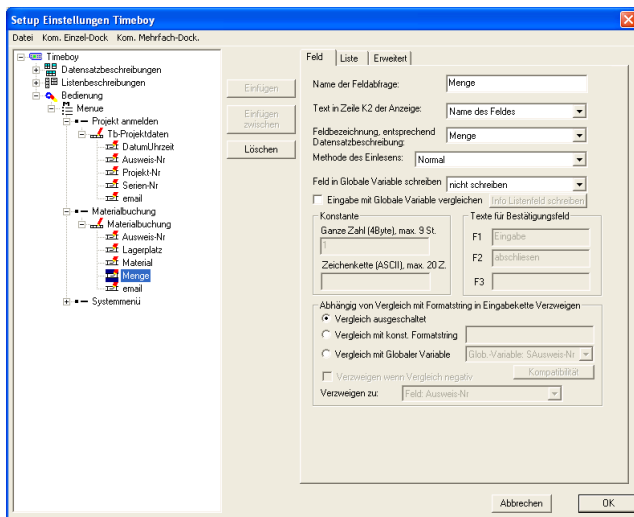 Setup Einstellungen Timeboy
Datei Kom. Einzel-Dock Kom. Mehrfach-Dock.
Timeboy
Datensatzbeschreibungen
Listenbeschreibungen
Bedienung
Menue
Projekt anmelden
Tb-Projektdaten
DatumUhrzeit
Ausweis-Nr
Projekt-Nr
Serien-Nr
email
Materialbuchung
Materialbuchung
Ausweis-Nr
Lagerplatz
Material
Menge
email
Systemmenü
Einfügen
Einfügen
zwischen
Löschen
Feld Liste Erweitert
Name der Feldabfrage: Menge
Text in Zeile K2 der Anzeige: Name des Feldes
Feldbezeichnung, entsprechend
Datensatzbeschreibung: Menge
Methode des Einlesens: Normal
Feld in Globale Variable schreiben nicht schreiben
Eingabe mit Globale Variable vergleichen Info Listenfeld schreiben
Konstante
Ganze Zahl (4Byte), max. 9 St.
1
Zeichenkette (ASCII), max. 20 Z.
Texte für Bestätigungsfeld
F1 Eingabe
F2 abschliesen
F3
Abhängig von Vergleich mit Formatstring in Eingabekette Verzweigen
Vergleich ausgeschaltet
Vergleich mit konst. Formatstring
Vergleich mit Globaler Variable Glob.-Variable: SAusweis-Nr
Verzweigen wenn Vergleich negativ Kompatibilität
Verzweigen zu: Feld: Ausweis-Nr
Abbrechen OK